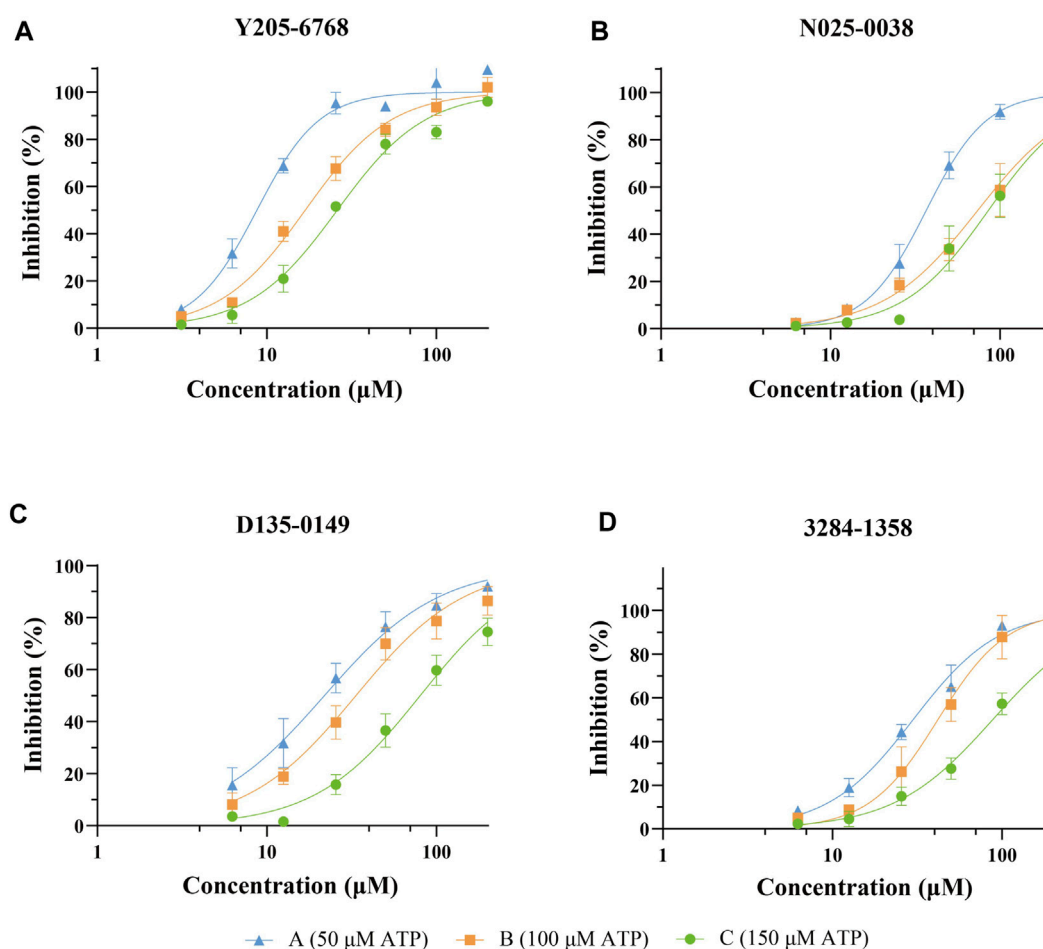 A
Y205-6768
Inhibition (%)
100
80
60
40
20
0
1
10
100
Concentration (μM)
B
N025-0038
Inhibition (%)
100
80
60
40
20
0
1
10
100
Concentration (μM)
C
D135-0149
Inhibition (%)
100
80
60
40
20
0
1
10
100
Concentration (μM)
D
3284-1358
Inhibition (%)
100
80
60
40
20
0
1
10
100
Concentration (μM)
A (50 μM ATP) B (100 μM ATP) C (150 μM ATP)